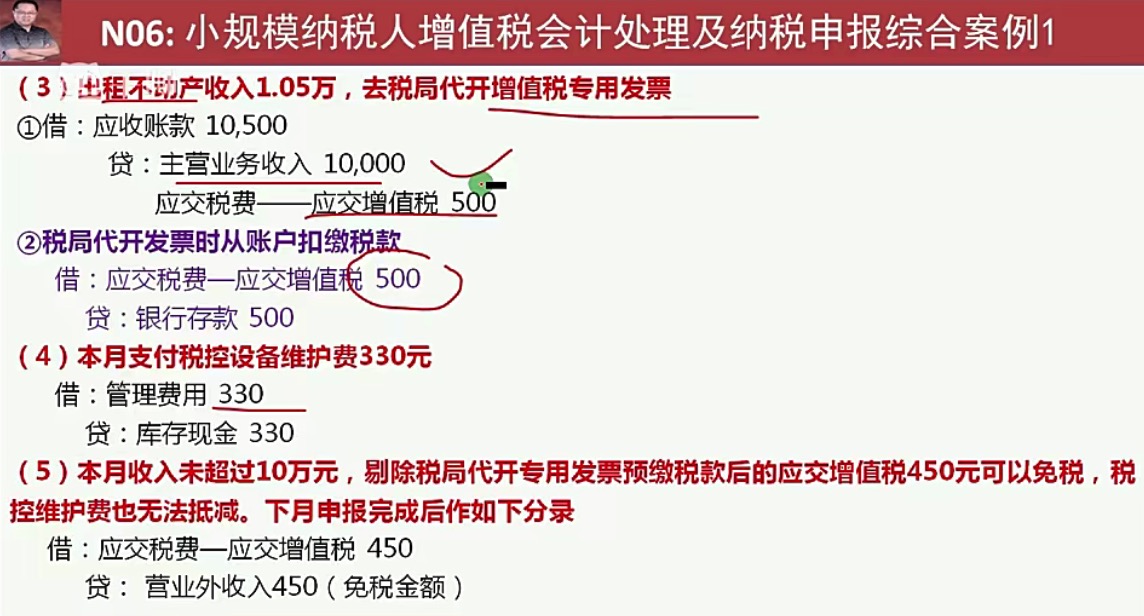 N06: 小规模纳税人增值税会计处理及纳税申报综合案例1
（3）出租不动产收入1.05万，去税局代开增值税专用发票
①借：应收账款 10,500
贷：主营业务收入 10,000
应交税费——应交增值税 500
②税局代开发票时从账户扣缴税款
借：应交税费—应交增值税 500
贷：银行存款 500
（4）本月支付税控设备维护费330元
借：管理费用 330
贷：库存现金 330
（5）本月收入未超过10万元，剔除税局代开专用发票预缴税款后的应交增值税450元可以免税，税
控维护费也无法抵减。下月申报完成后作如下分录
借：应交税费—应交增值税 450
贷： 营业外收入450（免税金额）